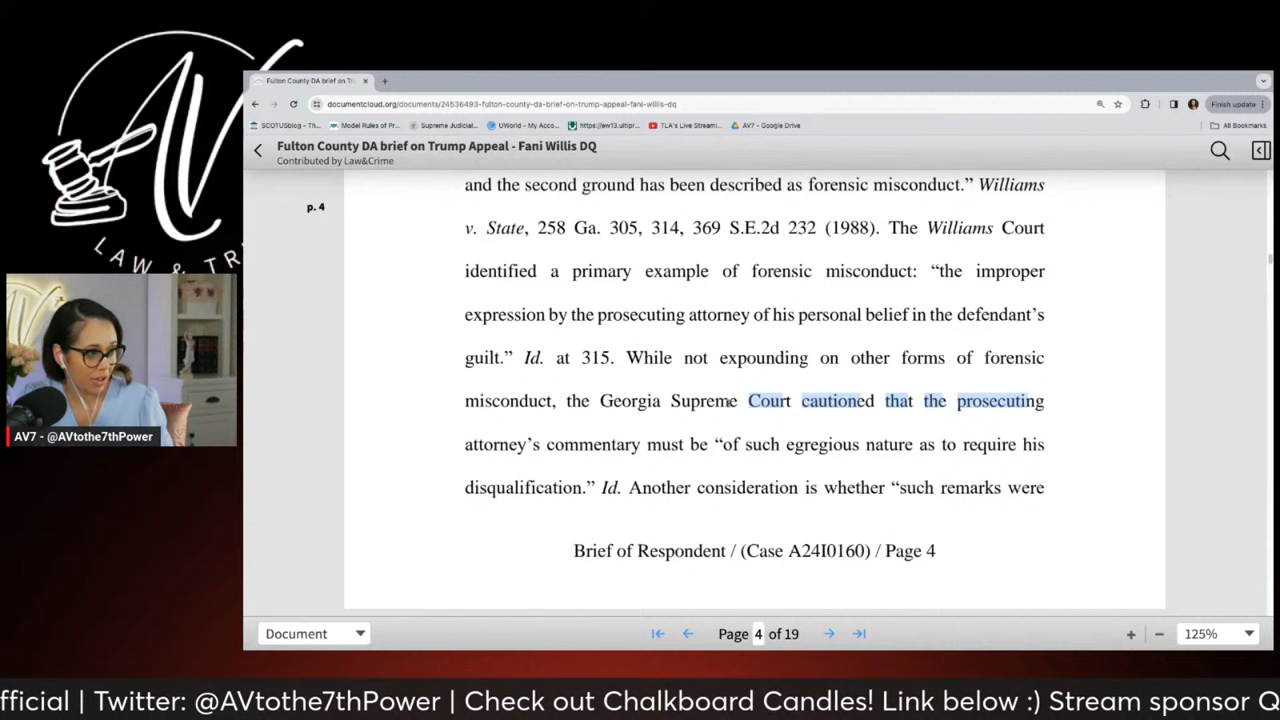 AV
LAW & TR
AV7 - @AVtothe7thPower
Fulton County DA brief on Tr
documentcloud.org/documents/24536493-fulton-county-da-brief-on-trump-appeal-fani-willis-dq
Finish update
SCOTUSblog - Th...
Model Rules of Pr...
Supreme Judicial...
UWorld - My Acco...
https://ew13.ultipr...
TLA's Live Streami...
AV7 - Google Drive
All Bookmarks
Fulton County DA brief on Trump Appeal - Fani Willis DQ
Contributed by Law&Crime
p. 4
and the second ground has been described as forensic misconduct.” Williams
v. State, 258 Ga. 305, 314, 369 S.E.2d 232 (1988). The Williams Court
identified a primary example of forensic misconduct: “the improper
expression by the prosecuting attorney of his personal belief in the defendant’s
guilt.” Id. at 315. While not expounding on other forms of forensic
misconduct, the Georgia Supreme Court cautioned that the prosecuting
attorney’s commentary must be “of such egregious nature as to require his
disqualification.” Id. Another consideration is whether “such remarks were
Brief of Respondent / (Case A24I0160) / Page 4
Document
Page 4 of 19
125%
fficial | Twitter: @AVtothe7thPower | Check out Chalkboard Candles! Link below :) Stream sponsor Q